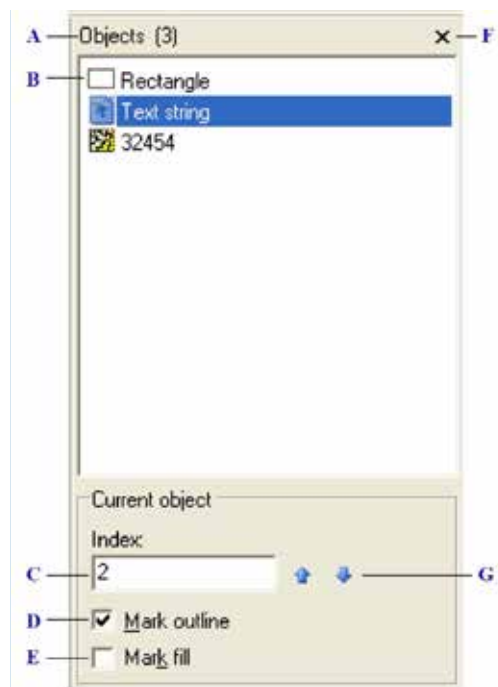 A Objects (3) × F
B Rectangle
Text string
32454
Current object
Index:
C 2 G
D Mark outline
E Mark fill